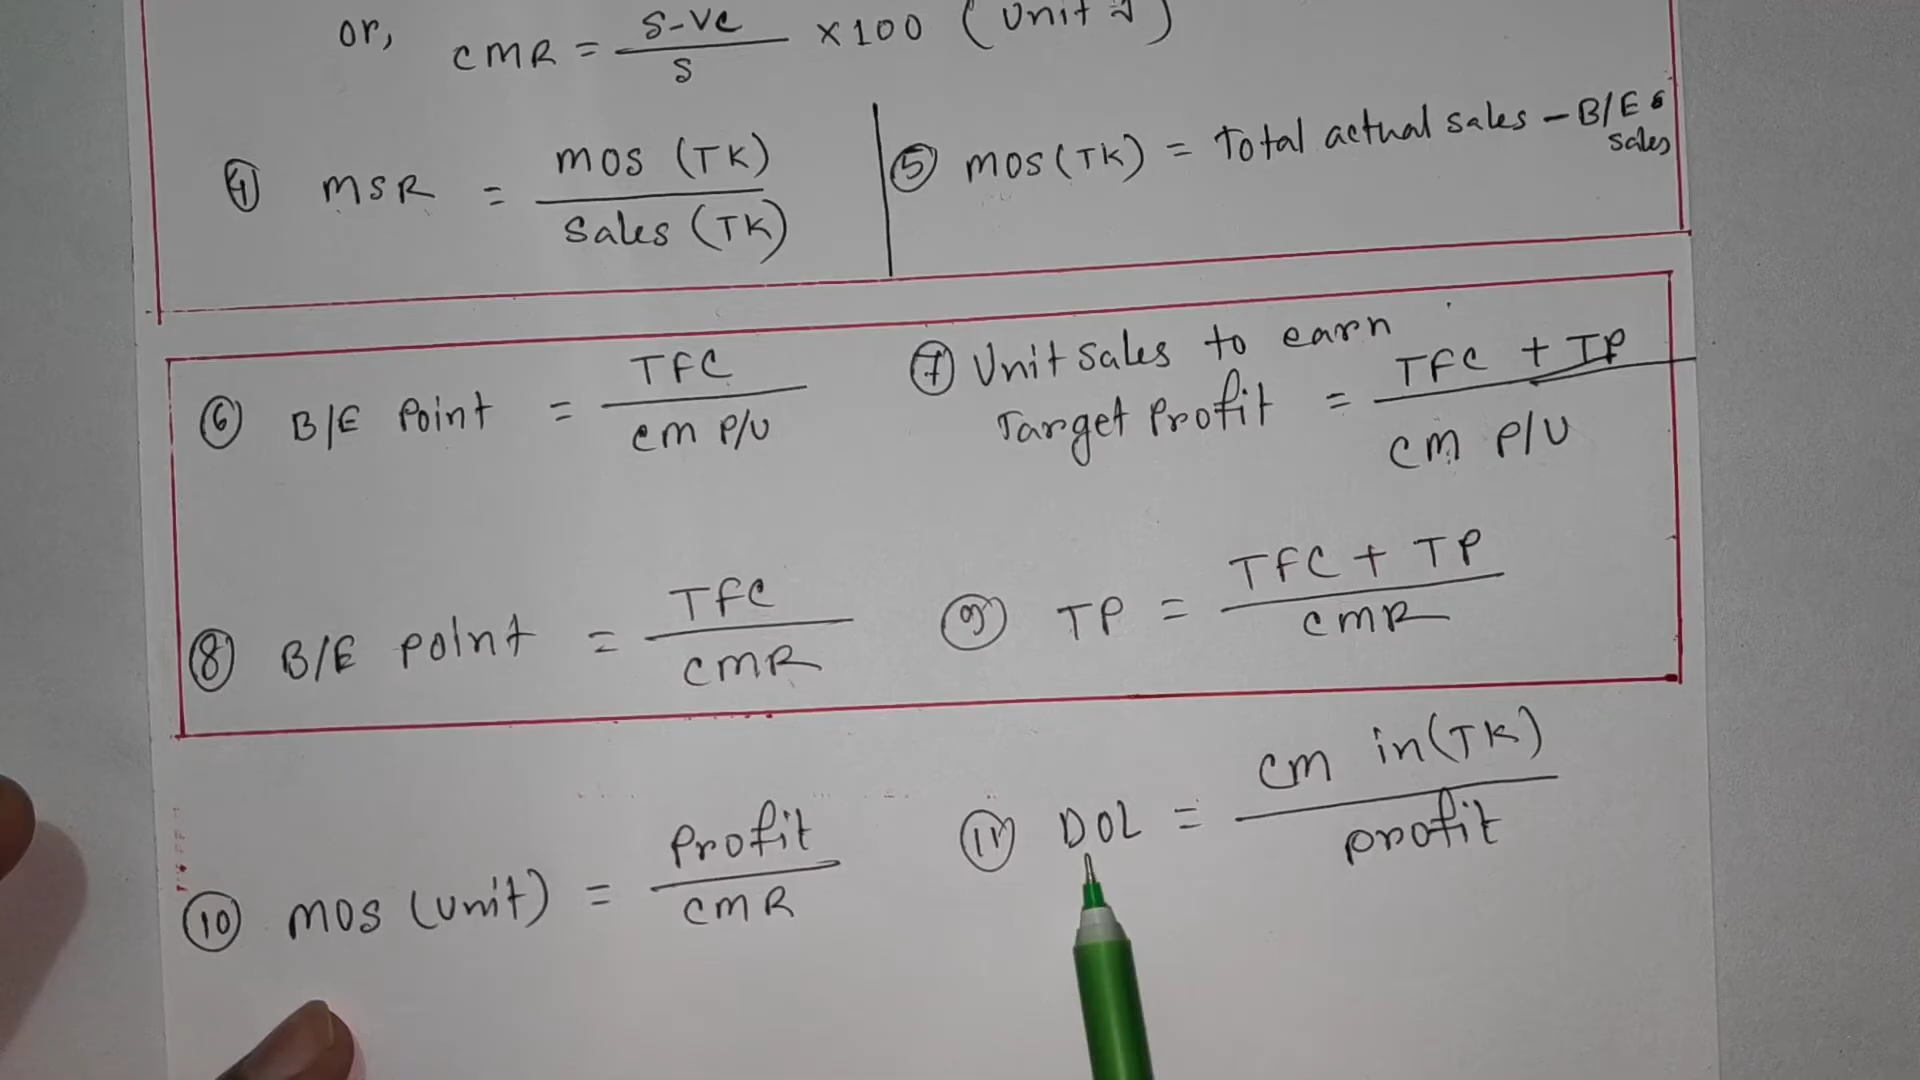 or, CMR = S-VC / S × 100 (Unit
④ MSR = MOS (TK) / Sales (TK)
⑤ MOS (TK) = Total actual sales – B/E sales
⑥ B/E Point = TFC / CM P/U
⑦ Unit sales to earn Target Profit = TFC + TP / CM P/U
⑧ B/E point = TFC / CMR
⑨ TP = TFC + TP / CMR
⑩ MOS (unit) = Profit / CMR
⑪ DOL = CM in (TK) / profit